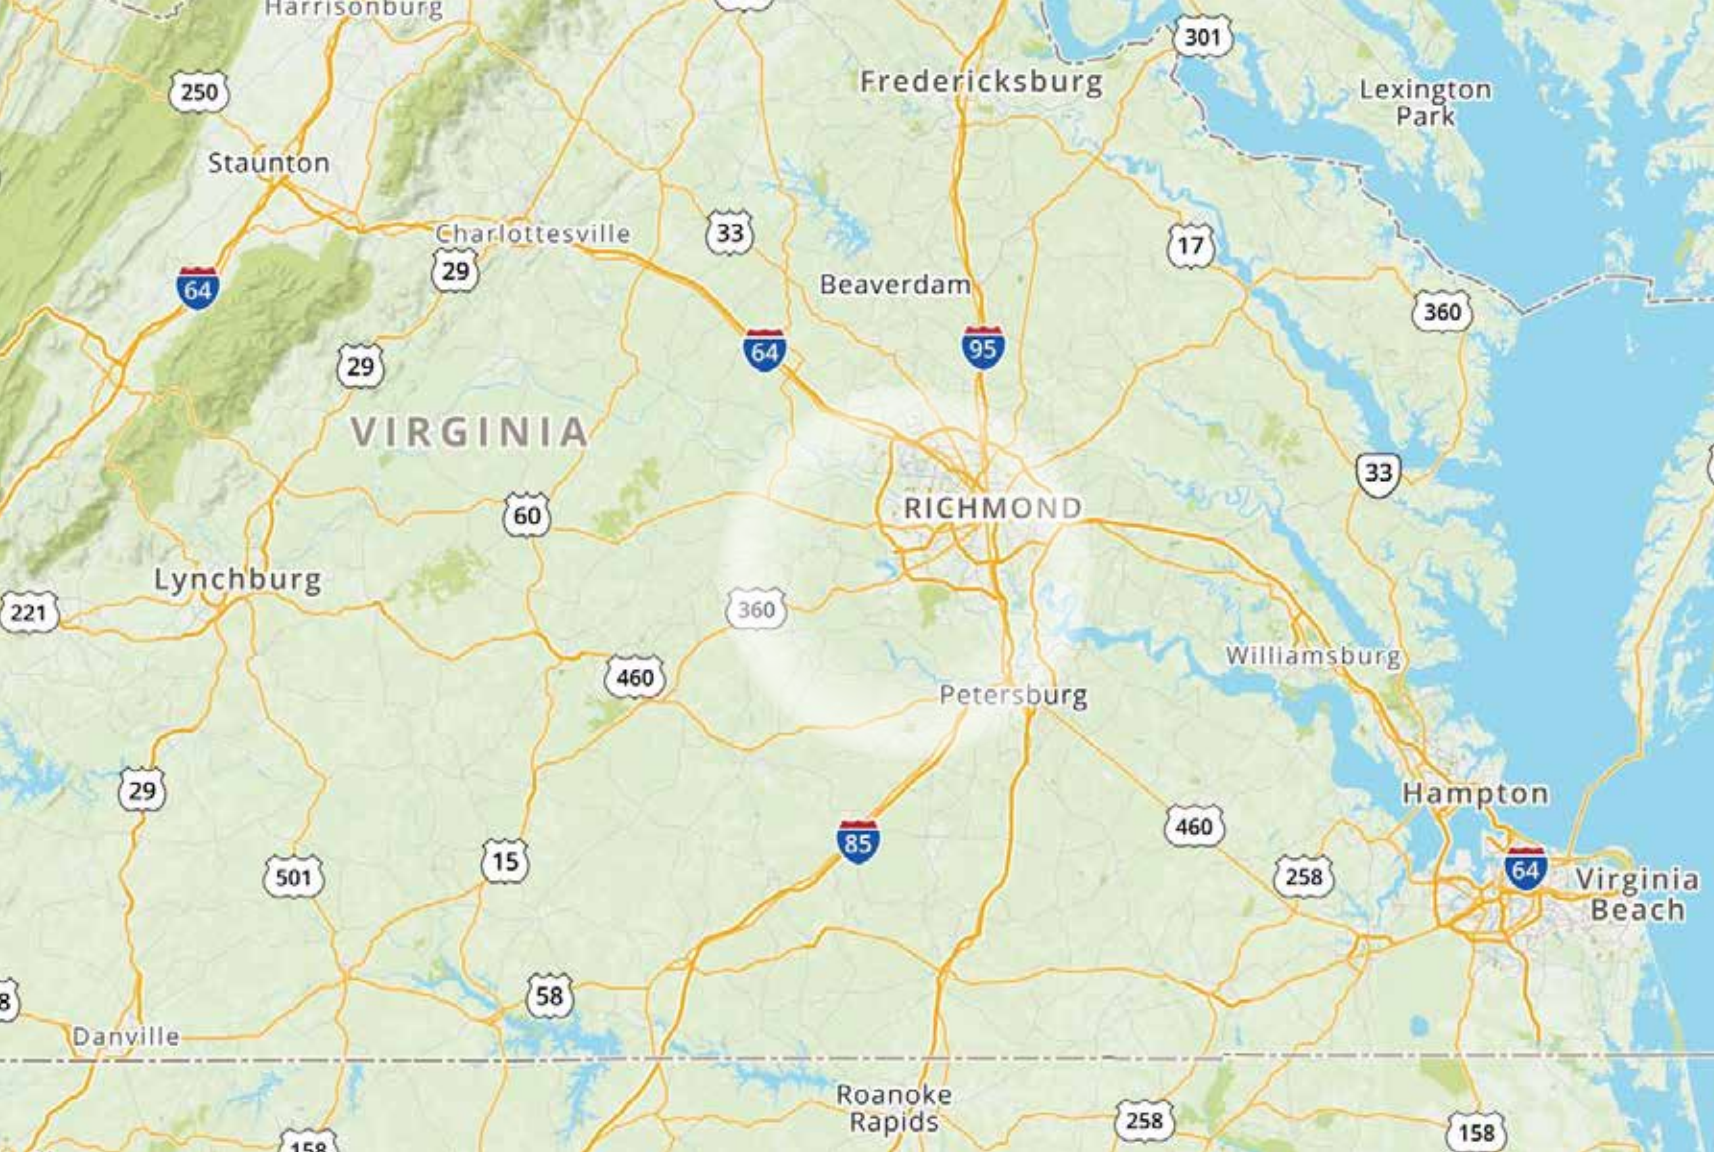 Harrisonburg
301
Fredericksburg
250
Lexington
Park
Staunton
33
Charlottesville
17
29
Beaverdam
64
360
64
95
29
VIRGINIA
33
RICHMOND
60
Lynchburg
360
221
Williamsburg
460
Petersburg
29
Hampton
460
85
15
64
501
258
Virginia
Beach
58
8
Danville
Roanoke
Rapids
258
158
158